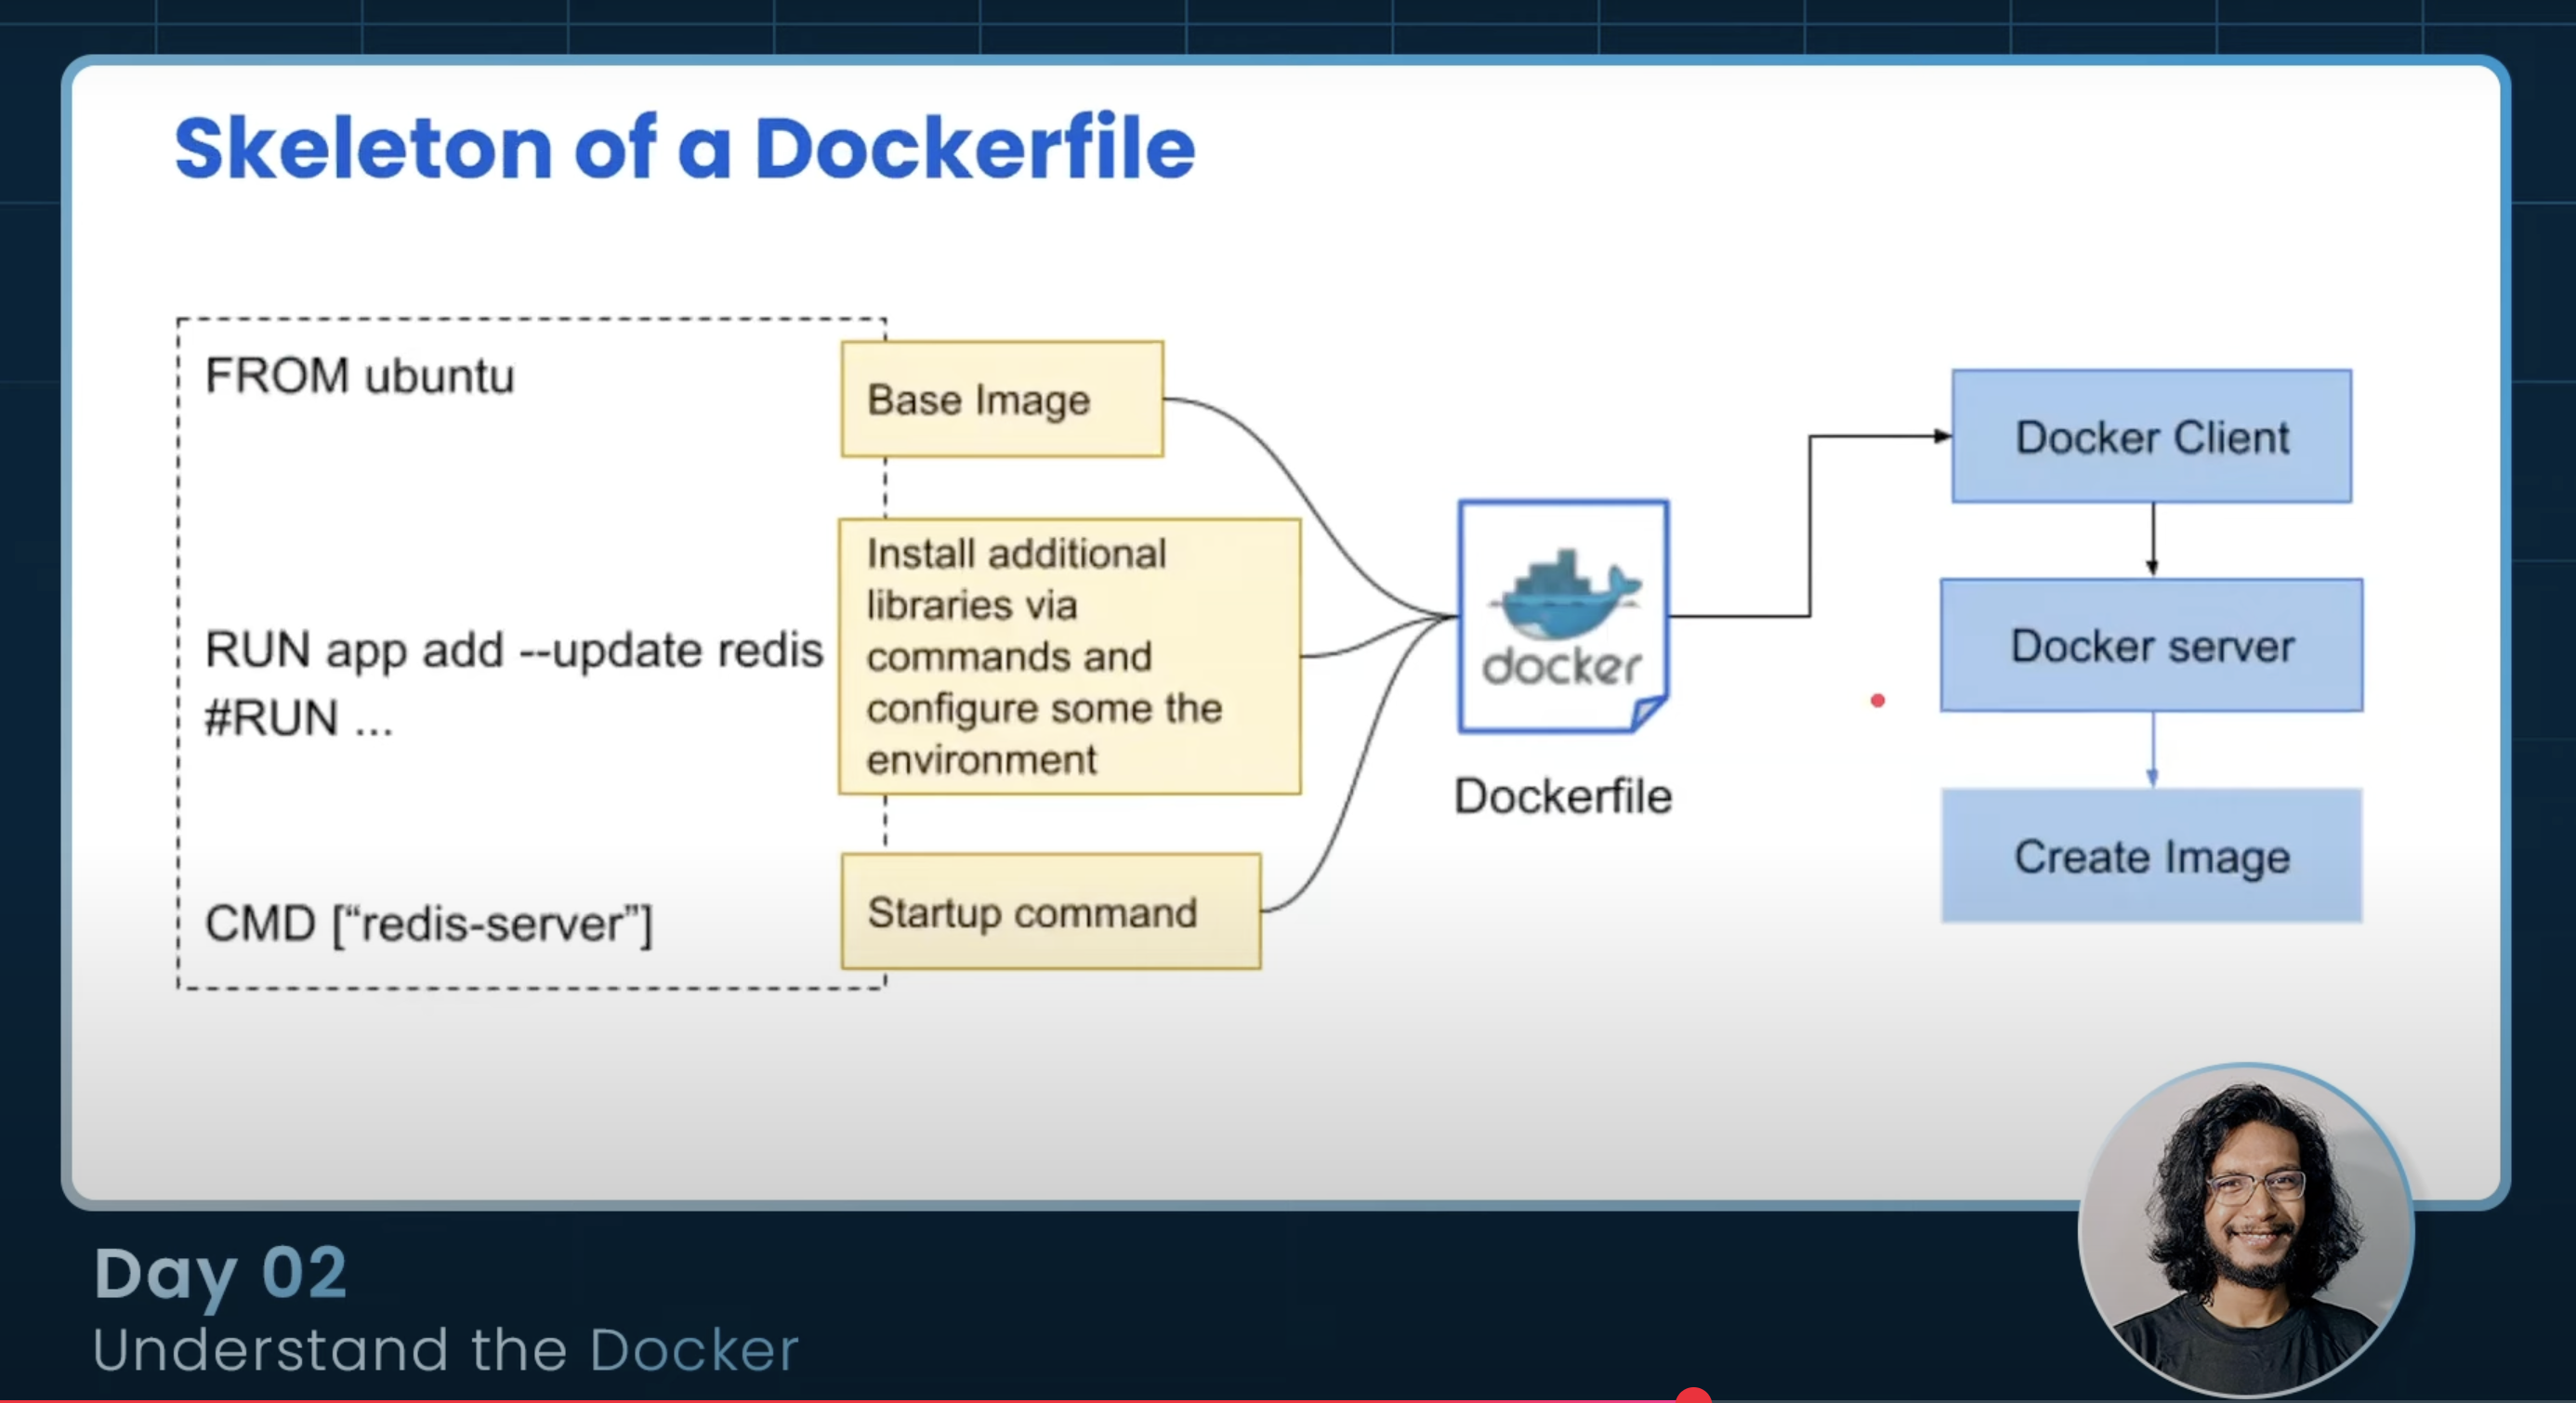 Skeleton of a Dockerfile
FROM ubuntu
Base Image
RUN app add --update redis
#RUN ...
Install additional
libraries via
commands and
configure some the
environment
CMD [“redis-server”]
Startup command
docker
Dockerfile
Docker Client
Docker server
Create Image
Day 02
Understand the Docker